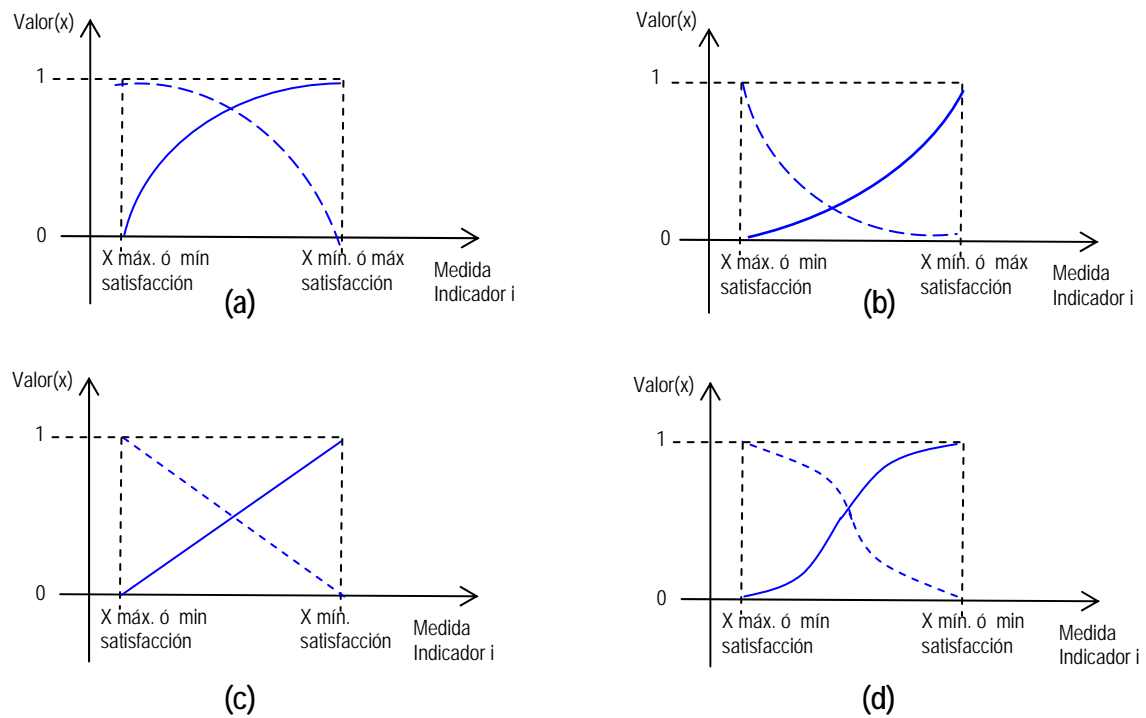 Valor(x)
1
0
X máx. ó mín
satisfacción
X mín. ó máx
satisfacción
Medida
Indicador i
(a)
Valor(x)
1
0
X máx. ó min
satisfacción
X mín. ó máx
satisfacción
Medida
Indicador i
(b)
Valor(x)
1
0
X máx. ó min
satisfacción
X mín.
satisfacción
Medida
Indicador i
(c)
Valor(x)
1
0
X máx. ó mín
satisfacción
X mín. ó máx
satisfacción
Medida
Indicador i
(d)